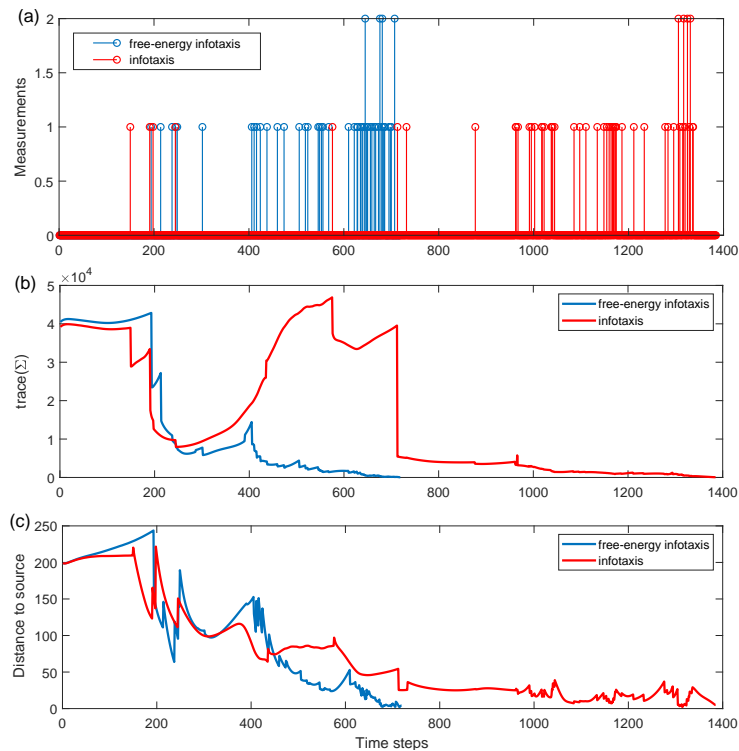 (a)
2
1.5
1
0.5
0
Measurements
free-energy infotaxis
infotaxis
0 200 400 600 800 1000 1200 1400
(b)
×10⁴
5
4
3
2
1
0
trace(Σ)
free-energy infotaxis
infotaxis
0 200 400 600 800 1000 1200 1400
(c)
250
200
150
100
50
0
Distance to source
free-energy infotaxis
infotaxis
0 200 400 600 800 1000 1200 1400
Time steps